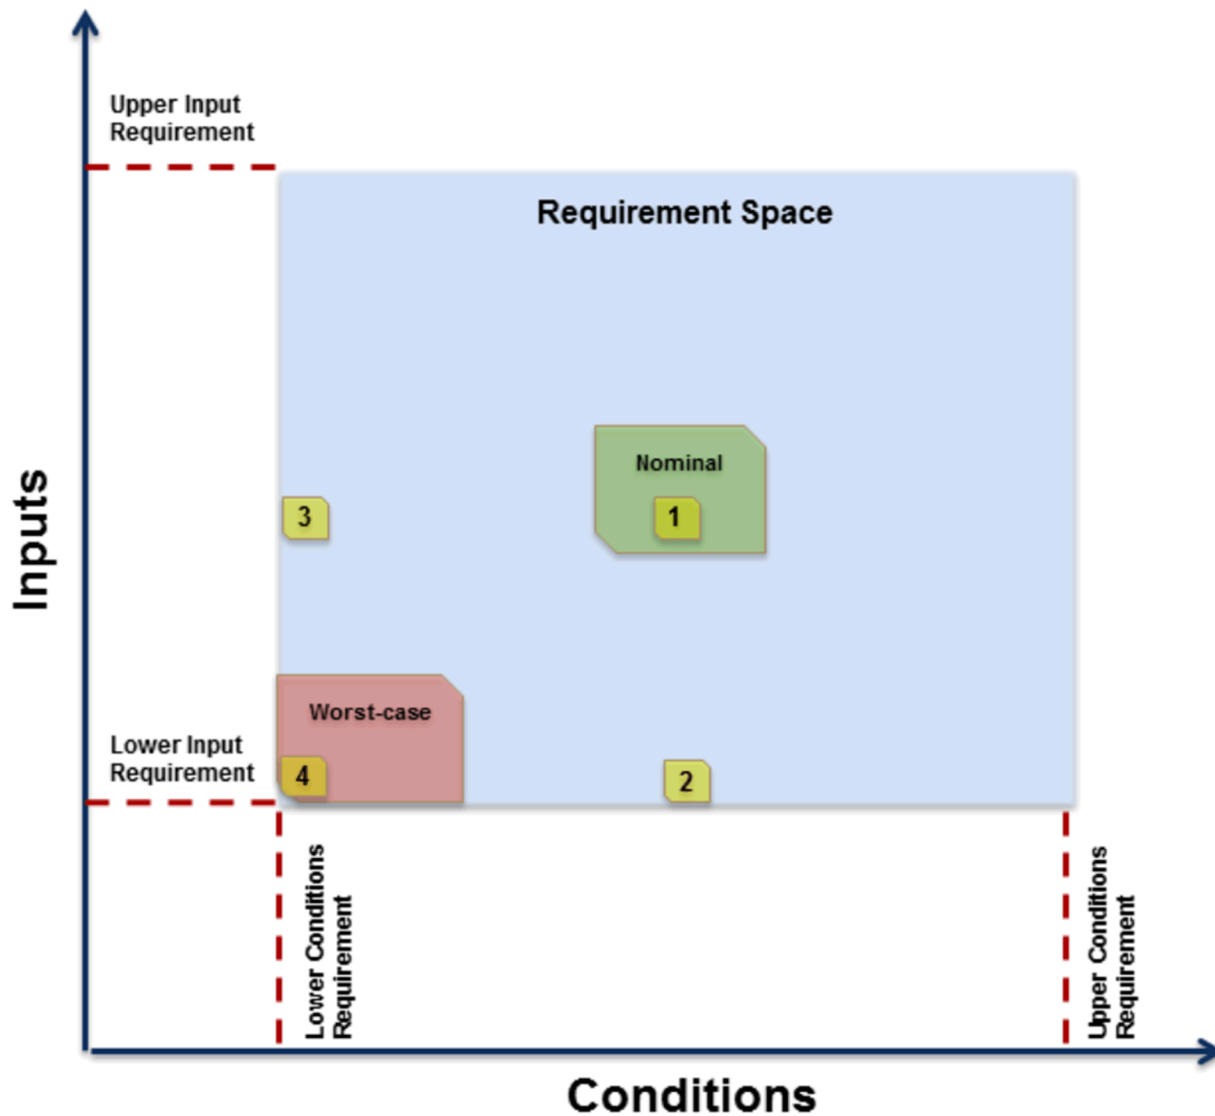 Upper Input
Requirement
Requirement Space
Nominal
1
3
Inputs
Worst-case
4
2
Lower Input
Requirement
Lower Conditions
Requirement
Upper Conditions
Requirement
Conditions